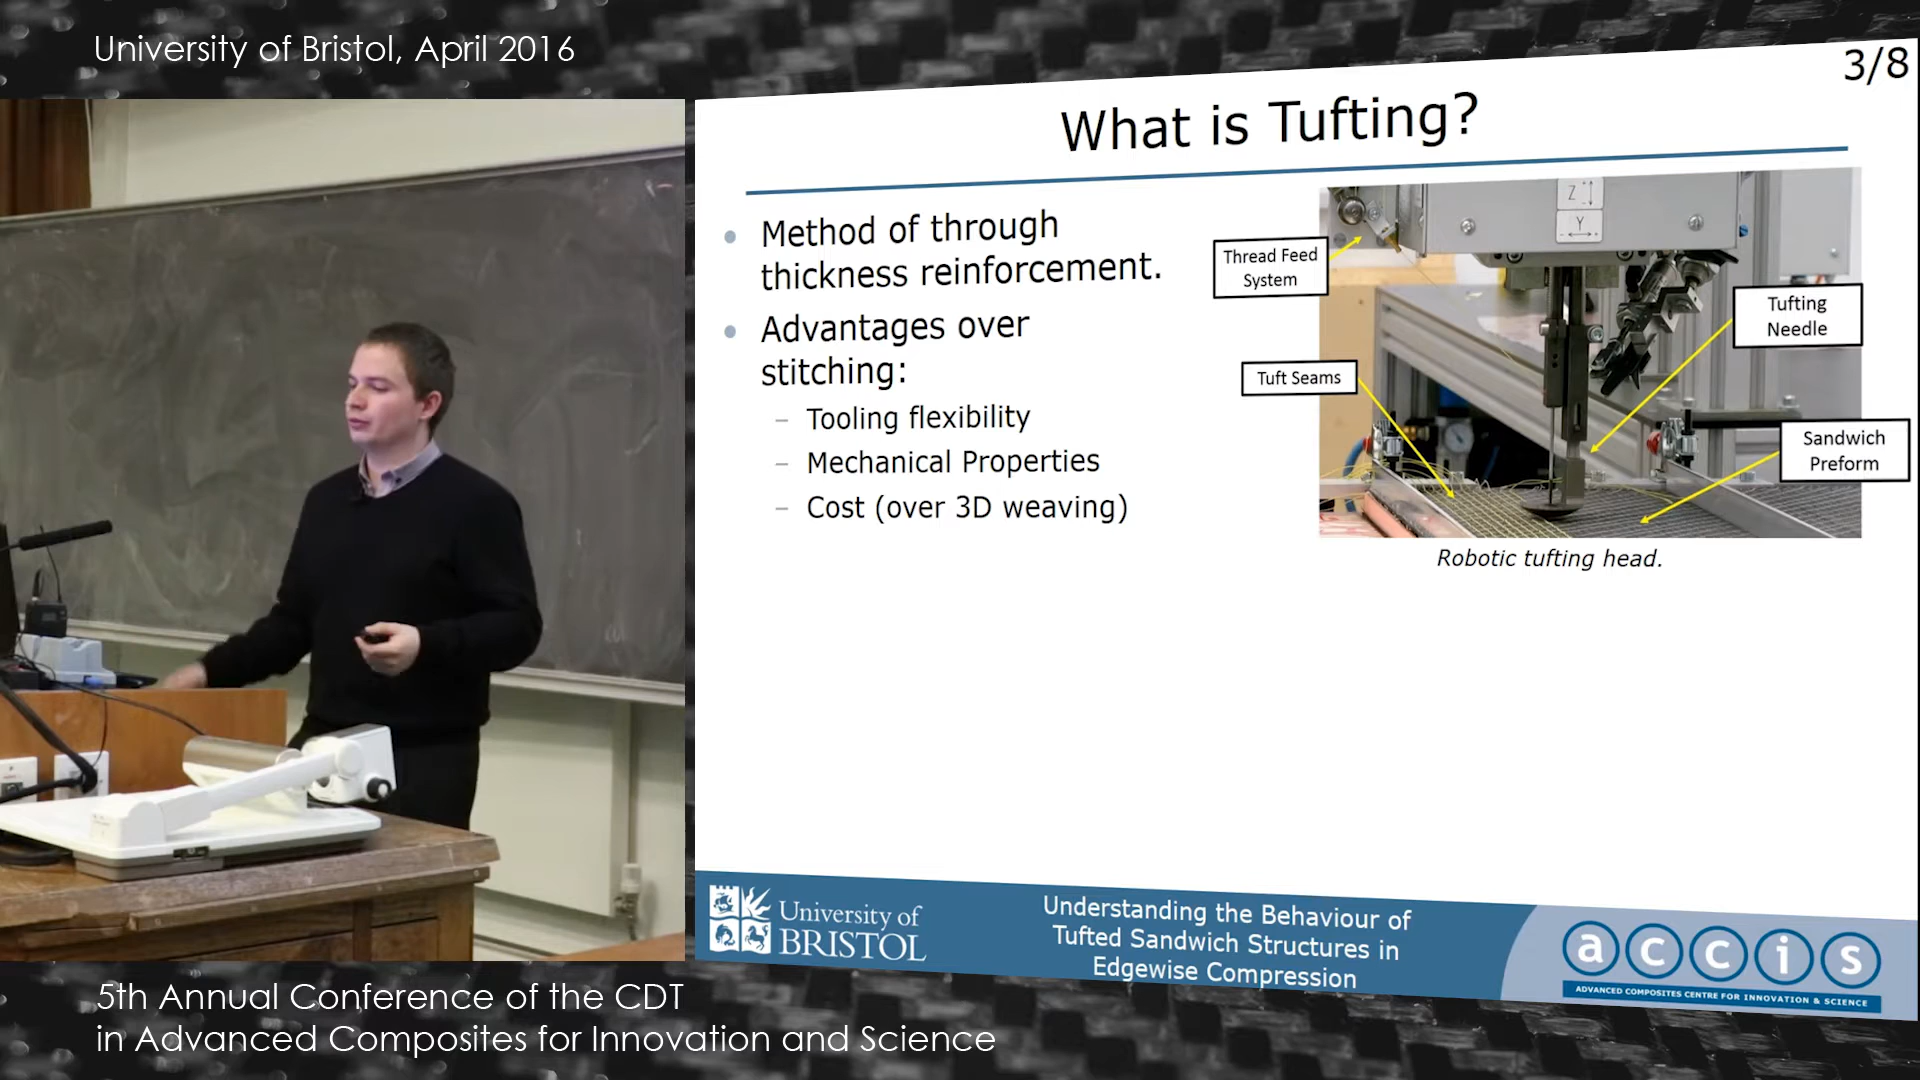 University of Bristol, April 2016
3/8
What is Tufting?
Method of through
thickness reinforcement.
Advantages over
stitching:
– Tooling flexibility
– Mechanical Properties
– Cost (over 3D weaving)
Thread Feed
System
Tuft Seams
Z
Y
Tufting
Needle
Sandwich
Preform
Robotic tufting head.
University of
BRISTOL
Understanding the Behaviour of
Tufted Sandwich Structures in
Edgewise Compression
accis
ADVANCED COMPOSITES CENTRE FOR INNOVATION & SCIENCE
5th Annual Conference of the CDT
in Advanced Composites for Innovation and Science